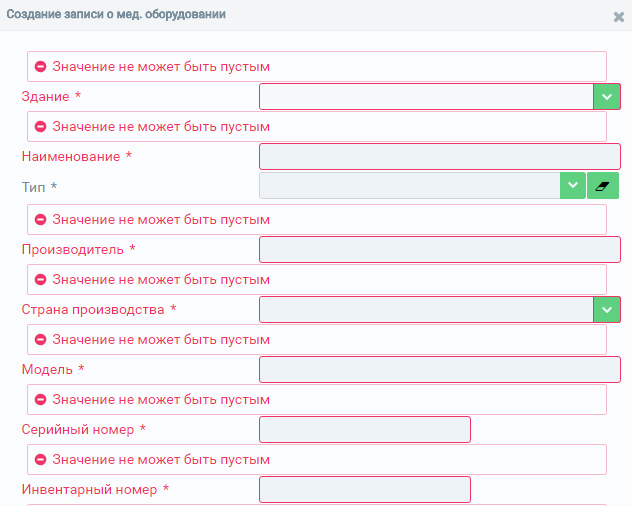 Создание записи о мед. оборудовании
Значение не может быть пустым
Здание *
Значение не может быть пустым
Наименование *
Тип *
Значение не может быть пустым
Производитель *
Значение не может быть пустым
Страна производства *
Значение не может быть пустым
Модель *
Значение не может быть пустым
Серийный номер *
Значение не может быть пустым
Инвентарный номер *